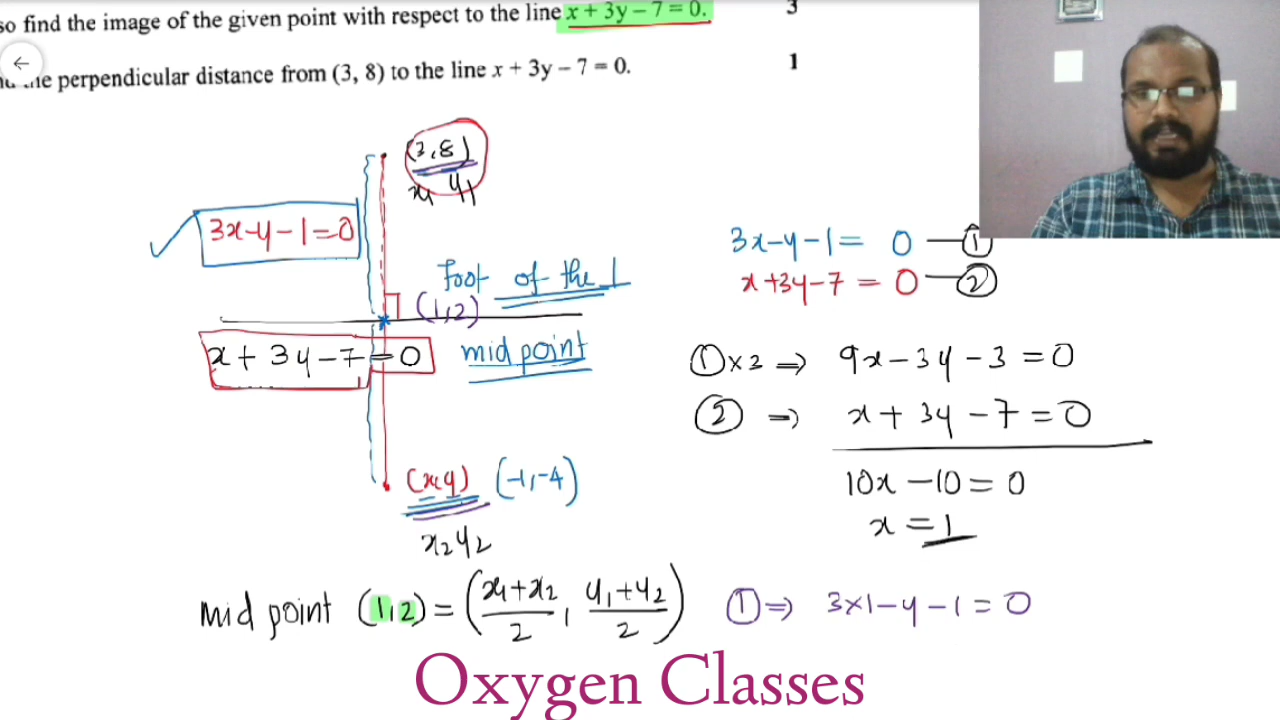 so find the image of the given point with respect to the line x + 3y – 7 = 0. 3
the perpendicular distance from (3, 8) to the line x + 3y – 7 = 0. 1
(3,8)
x1 y1
3x-y-1=0
foot of the ⊥
(1,2)
x + 3y -7 = 0
mid point
(x,y) (-1,-4)
x2 y2
mid point (1,2) = (x1+x2/2, y1+y2/2)
3x-y-1 = 0 — ①
x+3y-7 = 0 — ②
①×3 ⇒ 9x-3y-3 = 0
② ⇒ x+3y-7 = 0
10x-10 = 0
x = 1
① ⇒ 3×1-y-1 = 0
Oxygen Classes